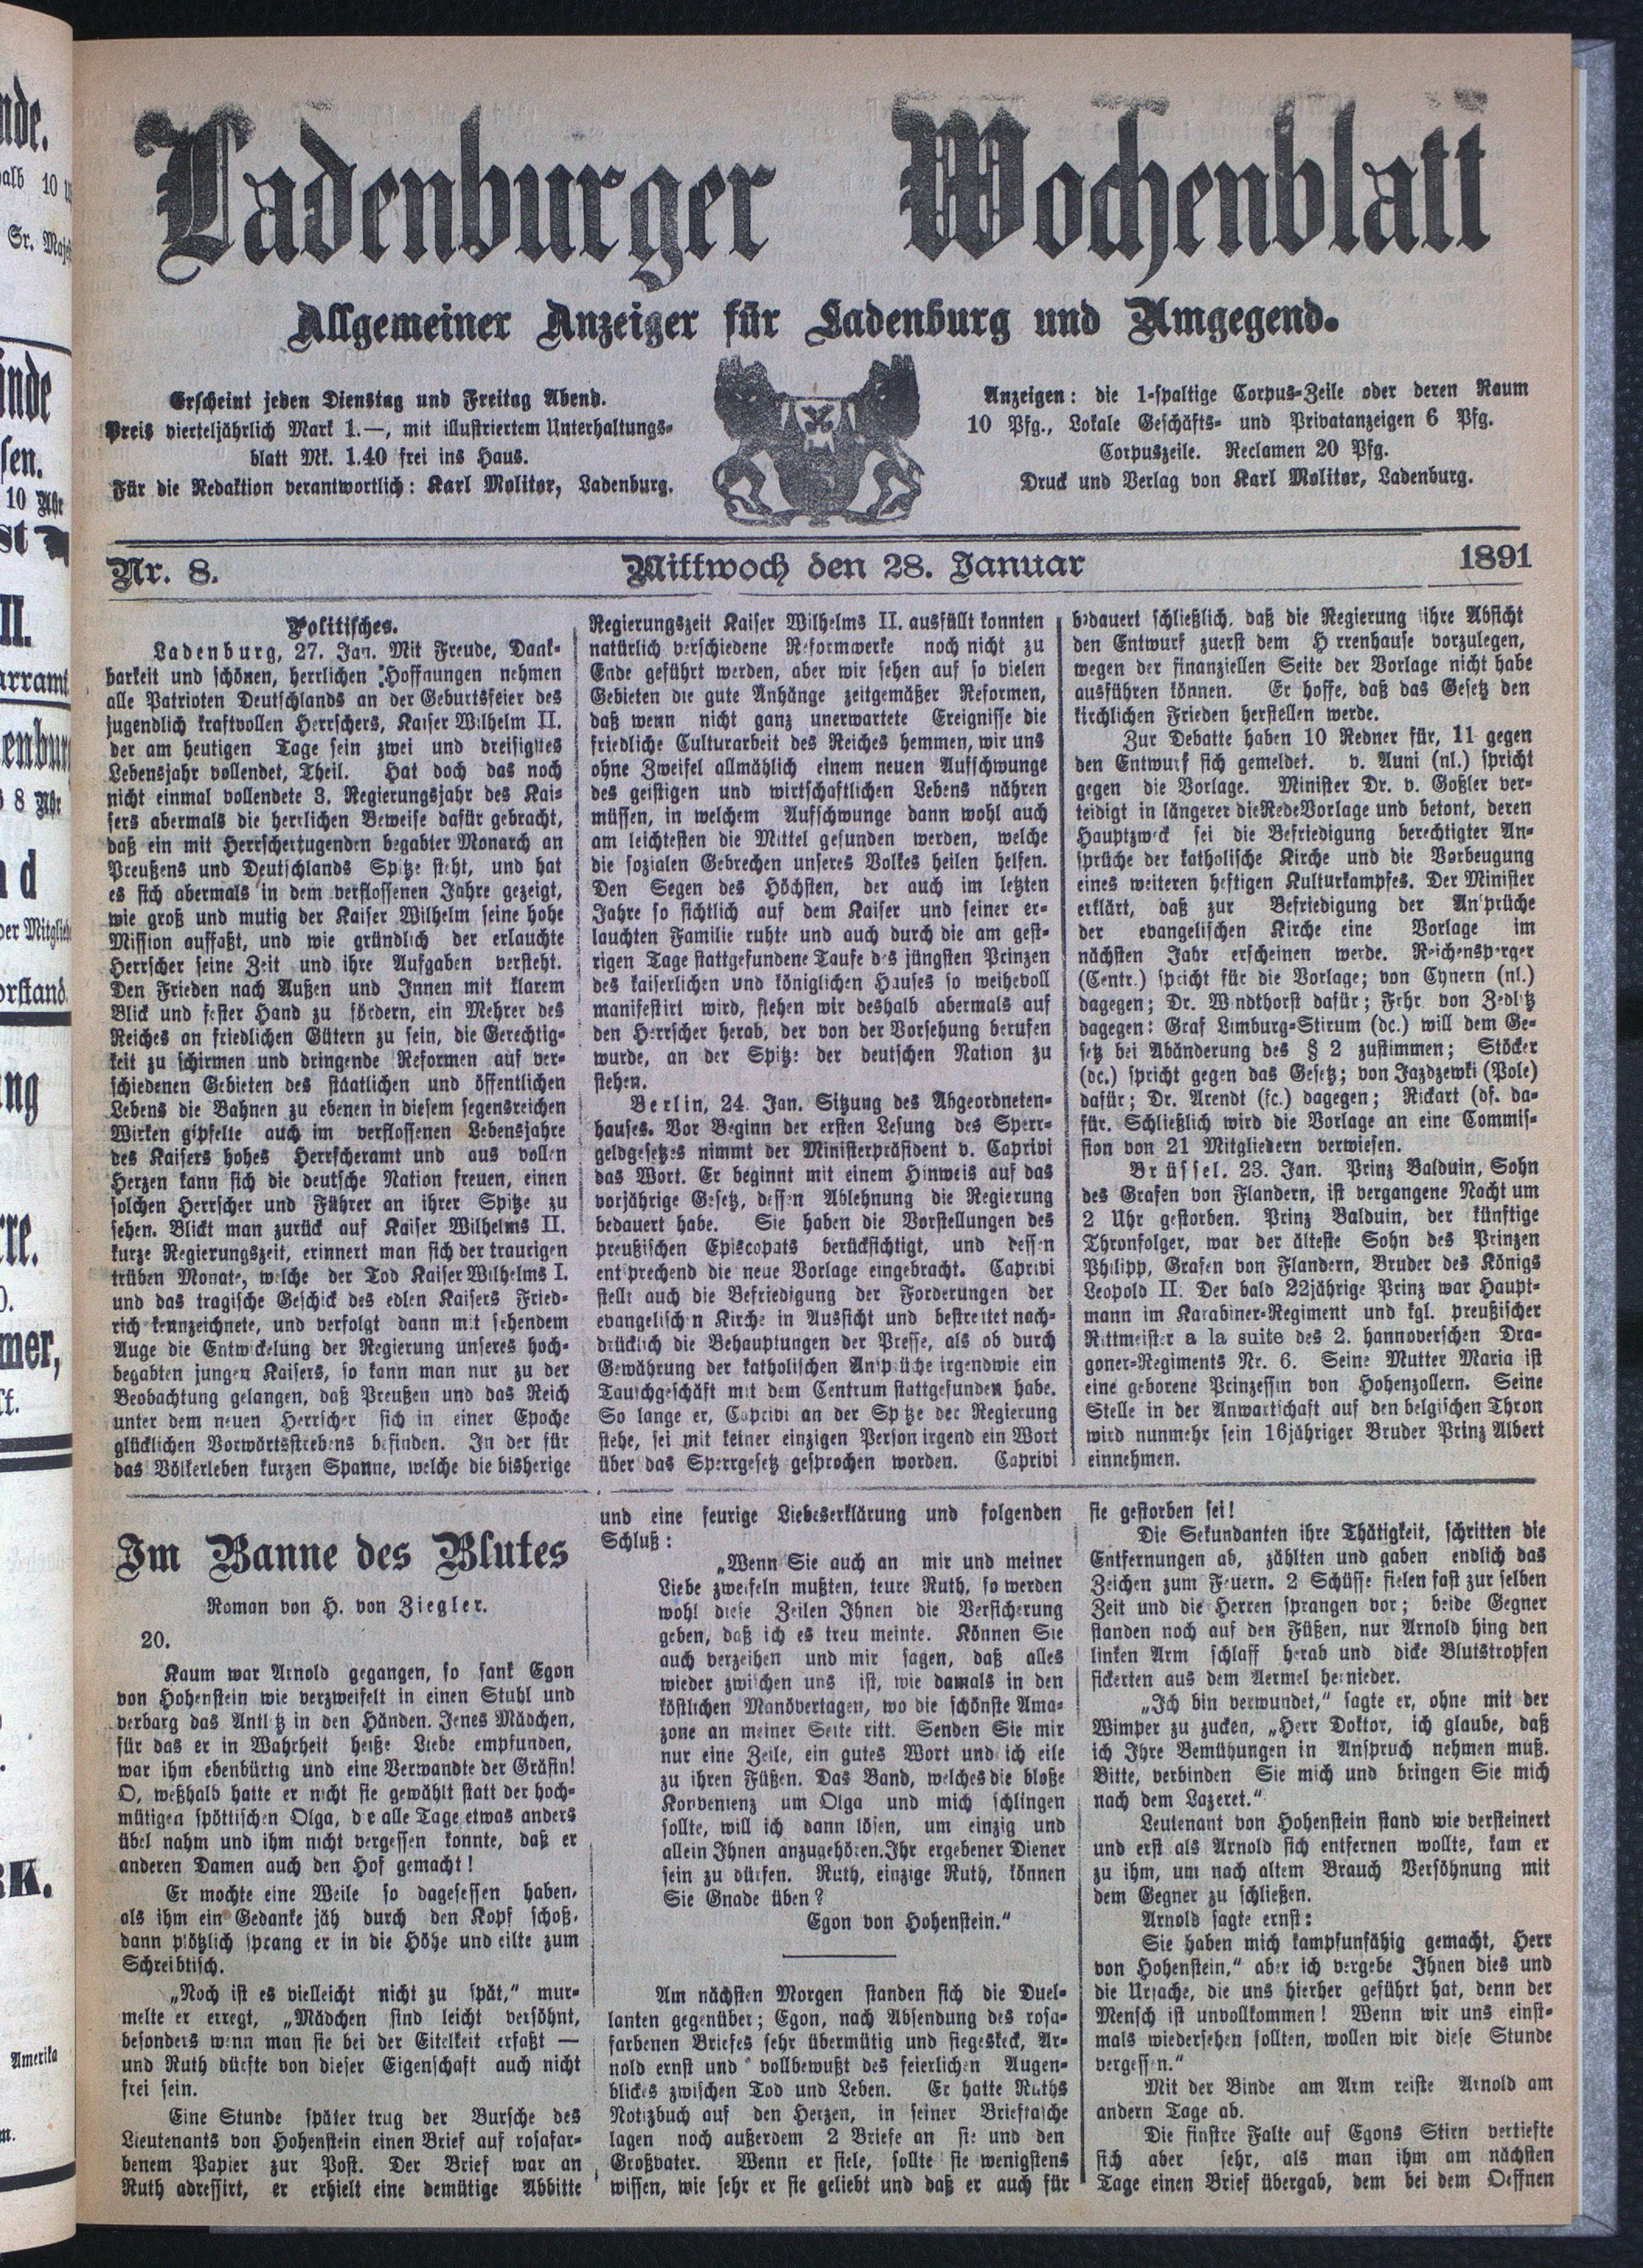 Ladenburger Wochenblatt
Allgemeiner Anzeiger für Ladenburg und Umgegend.
Erscheint jeden Dienstag und Freitag Abend.
Preis vierteljährlich Mark 1.—, mit illustriertem Unterhaltungs-
blatt Mk. 1.40 frei ins Haus.
Für die Redaktion verantwortlich: Karl Molitor, Ladenburg.
Anzeigen: die 1-spaltige Corpus-Zeile oder deren Raum
10 Pfg., Lokale Geschäfts- und Privatanzeigen 6 Pfg.
Corpuszeile. Reclamen 20 Pfg.
Druck und Verlag von Karl Molitor, Ladenburg.
Nr. 8. Mittwoch den 28. Januar 1891
Politisches.
Ladenburg, 27. Jan. Mit Freude, Dank-
barkeit und schönen, herrlichen Hoffnungen nehmen
alle Patrioten Deutschlands an der Geburtsfeier des
jugendlich kraftvollen Herrschers, Kaiser Wilhelm II.
der am heutigen Tage sein zwei und dreisigstes
Lebensjahr vollendet, Theil. Hat doch das noch
nicht einmal vollendete 3. Regierungsjahr des Kai-
sers abermals die herrlichen Beweise dafür gebracht,
daß ein mit Herrschertugenden begabter Monarch an
Preußens und Deutschlands Spitze steht, und hat
es sich abermals in dem verflossenen Jahre gezeigt,
wie groß und mutig der Kaiser Wilhelm seine hohe
Mission auffaßt, und wie gründlich der erlauchte
Herrscher seine Zeit und ihre Aufgaben versteht.
Den Frieden nach Außen und Innen mit klarem
Blick und fester Hand zu fördern, ein Mehrer des
Reiches an friedlichen Gütern zu sein, die Gerechtig-
keit zu schirmen und dringende Reformen auf ver-
schiedenen Gebieten des staatlichen und öffentlichen
Lebens die Bahnen zu ebenen in diesem segensreichen
Wirken gipfelte auch im verflossenen Lebensjahre
des Kaisers hohes Herrscheramt und aus vollen
Herzen kann sich die deutsche Nation freuen, einen
solchen Herrscher und Führer an ihrer Spitze zu
sehen. Blickt man zurück auf Kaiser Wilhelms II.
kurze Regierungszeit, erinnert man sich der traurigen
trüben Monate, welche der Tod Kaiser Wilhelms I.
und das tragische Geschick des edlen Kaisers Fried-
rich kennzeichnete, und verfolgt dann mit sehendem
Auge die Entwickelung der Regierung unseres hoch-
begabten jungen Kaisers, so kann man nur zu der
Beobachtung gelangen, daß Preußen und das Reich
unter dem neuen Herrscher sich in einer Epoche
glücklichen Vorwärtsstrebens befinden. In der für
das Völkerleben kurzen Spanne, welche die bisherige
Regierungszeit Kaiser Wilhelms II. ausfüllt konnten
natürlich verschiedene Reformwerke noch nicht zu
Ende geführt werden, aber wir sehen auf so vielen
Gebieten die gute Anhänge zeitgemäßer Reformen,
daß wenn nicht ganz unerwartete Ereignisse die
friedliche Culturarbeit des Reiches hemmen, wir uns
ohne Zweifel allmählich einem neuen Aufschwunge
des geistigen und wirtschaftlichen Lebens nähren
müssen, in welchem Aufschwunge dann wohl auch
am leichtesten die Mittel gefunden werden, welche
die sozialen Gebrechen unseres Volkes heilen helfen.
Den Segen des Höchsten, der auch im letzten
Jahre so sichtlich auf dem Kaiser und seiner er-
lauchten Familie ruhte und auch durch die am gest-
rigen Tage stattgefundene Taufe des jüngsten Prinzen
des kaiserlichen und königlichen Hauses so weihevoll
manifestirt wird, flehen wir deshalb abermals auf
den Herrscher herab, der von der Vorsehung berufen
wurde, an der Spitze der deutschen Nation zu
stehen.
Berlin, 24. Jan. Sitzung des Abgeordneten-
hauses. Vor Beginn der ersten Lesung des Sperr-
geldgesetzes nimmt der Ministerpräsident v. Caprivi
das Wort. Er beginnt mit einem Hinweis auf das
vorjährige Gesetz, dessen Ablehnung die Regierung
bedauert habe. Sie haben die Vorstellungen des
preußischen Episcopats berücksichtigt, und dessen
entsprechend die neue Vorlage eingebracht. Caprivi
stellt auch die Befriedigung der Forderungen der
evangelischen Kirche in Aussicht und bestreitet nach-
drücklich die Behauptungen der Presse, als ob durch
Gewährung der katholischen Ansprüche irgendwie ein
Tauschgeschäft mit dem Centrum stattgefunden habe.
So lange er, Caprivi an der Spitze der Regierung
stehe, sei mit keiner einzigen Person irgend ein Wort
über das Sperrgesetz gesprochen worden. Caprivi
bedauert schließlich, daß die Regierung ihre Absicht
den Entwurf zuerst dem H rrenhause vorzulegen,
wegen der finanziellen Seite der Vorlage nicht habe
ausführen können. Er hoffe, daß das Gesetz den
kirchlichen Frieden herstellen werde.
Zur Debatte haben 10 Redner für, 11 gegen
den Entwurf sich gemeldet. v. Auni (nl.) spricht
gegen die Vorlage. Minister Dr. v. Goßler ver-
teidigt in längerer dieRedeVorlage und betont, deren
Hauptzweck sei die Befriedigung berechtigter An-
sprüche der katholische Kirche und die Vorbeugung
eines weiteren heftigen Kulturkampfes. Der Minister
erklärt, daß zur Befriedigung der Ansprüche
der evangelischen Kirche eine Vorlage im
nächsten Jahr erscheinen werde. Reichensperger
(Centr.) spricht für die Vorlage; von Cynern (nl.)
dagegen; Dr. Windthorst dafür; Frhr. von Zedlitz
dagegen: Graf Limburg-Stirum (dc.) will dem Ge-
setz bei Abänderung des § 2 zustimmen; Stöcker
(dc.) spricht gegen das Gesetz; von Jazdzewki (Pole)
dafür; Dr. Arendt (fc.) dagegen; Rickart (df. da-
für. Schließlich wird die Vorlage an eine Commis-
sion von 21 Mitgliedern verwiesen.
Brüssel. 23. Jan. Prinz Balduin, Sohn
des Grafen von Flandern, ist vergangene Nacht um
2 Uhr gestorben. Prinz Balduin, der künftige
Thronfolger, war der älteste Sohn des Prinzen
Philipp, Grafen von Flandern, Bruder des Königs
Leopold II. Der bald 22jährige Prinz war Haupt-
mann im Karabiner-Regiment und kgl. preußischer
Rittmeister a la suite des 2. hannoverschen Dra-
goner-Regiments Nr. 6. Seine Mutter Maria ist
eine geborene Prinzessin von Hohenzollern. Seine
Stelle in der Anwartschaft auf den belgischen Thron
wird nunmehr sein 16jähriger Bruder Prinz Albert
einnehmen.
Im Banne des Blutes
Roman von H. von Ziegler.
20.
Kaum war Arnold gegangen, so sank Egon
von Hohenstein wie verzweifelt in einen Stuhl und
verbarg das Antlitz in den Händen. Jenes Mädchen,
für das er in Wahrheit heiße Liebe empfunden,
war ihm ebenbürtig und eine Verwandte der Gräfin!
O, weßhalb hatte er nicht sie gewählt statt der hoch-
mütigen spöttischen Olga, die alle Tage etwas anders
übel nahm und ihm nicht vergessen konnte, daß er
anderen Damen auch den Hof gemacht!
Er mochte eine Weile so dagesessen haben,
als ihm ein Gedanke jäh durch den Kopf schoß,
dann plötzlich sprang er in die Höhe und eilte zum
Schreibtisch.
„Noch ist es vielleicht nicht zu spät,“ mur-
melte er erregt, „Mädchen sind leicht versöhnt,
besonders wenn man sie bei der Eitelkeit erfaßt —
und Ruth dürfte von dieser Eigenschaft auch nicht
frei sein.
Eine Stunde später trug der Bursche des
Lieutenants von Hohenstein einen Brief auf rosafar-
benem Papier zur Post. Der Brief war an
Ruth adressirt, er erhielt eine demütige Abbitte
und eine feurige Liebeserklärung und folgenden
Schluß:
„Wenn Sie auch an mir und meiner
Liebe zweifeln mußten, teure Ruth, so werden
wohl diese Zeilen Ihnen die Versicherung
geben, daß ich es treu meinte. Können Sie
auch verzeihen und mir sagen, daß alles
wieder zwischen uns ist, wie damals in den
köstlichen Manövertagen, wo die schönste Ama-
zone an meiner Seite ritt. Senden Sie mir
nur eine Zeile, ein gutes Wort und ich eile
zu ihren Füßen. Das Band, welches die bloße
Konvenienz um Olga und mich schlingen
sollte, will ich dann lösen, um einzig und
allein Ihnen anzugehören.Ihr ergebener Diener
sein zu dürfen. Ruth, einzige Ruth, können
Sie Gnade üben?
Egon von Hohenstein.“
Am nächsten Morgen standen sich die Duel-
lanten gegenüber; Egon, nach Absendung des rosa-
farbenen Briefes sehr übermütig und siegeskeck, Ar-
nold ernst und vollbewußt des feierlichen Augen-
blickes zwischen Tod und Leben. Er hatte Ruths
Notizbuch auf den Herzen, in seiner Brieftasche
lagen noch außerdem 2 Briefe an sie und den
Großvater. Wenn er fiele, sollte sie wenigstens
wissen, wie sehr er sie geliebt und daß er auch für
sie gestorben sei!
Die Sekundanten ihre Thätigkeit, schritten die
Entfernungen ab, zählten und gaben endlich das
Zeichen zum Feuern. 2 Schüsse fielen fast zur selben
Zeit und die Herren sprangen vor; beide Gegner
standen noch auf den Füßen, nur Arnold hing den
linken Arm schlaff herab und dicke Blutstropfen
sickerten aus dem Aermel hernieder.
„Ich bin verwundet,“ sagte er, ohne mit der
Wimper zu zucken, „Herr Doktor, ich glaube, daß
ich Ihre Bemühungen in Anspruch nehmen muß.
Bitte, verbinden Sie mich und bringen Sie mich
nach dem Lazeret.“
Leutenant von Hohenstein stand wie versteinert
und erst als Arnold sich entfernen wollte, kam er
zu ihm, um nach altem Brauch Versöhnung mit
dem Gegner zu schließen.
Arnold sagte ernst:
Sie haben mich kampfunfähig gemacht, Herr
von Hohenstein,“ aber ich vergebe Ihnen dies und
die Ursache, die uns hierher geführt hat, denn der
Mensch ist unvollkommen! Wenn wir uns einst-
mals wiedersehen sollten, wollen wir diese Stunde
vergessen.“
Mit der Binde am Arm reiste Arnold am
andern Tage ab.
Die finstre Falte auf Egons Stirn vertiefte
sich aber sehr, als man ihm am nächsten
Tage einen Brief übergab, dem bei dem Oeffnen